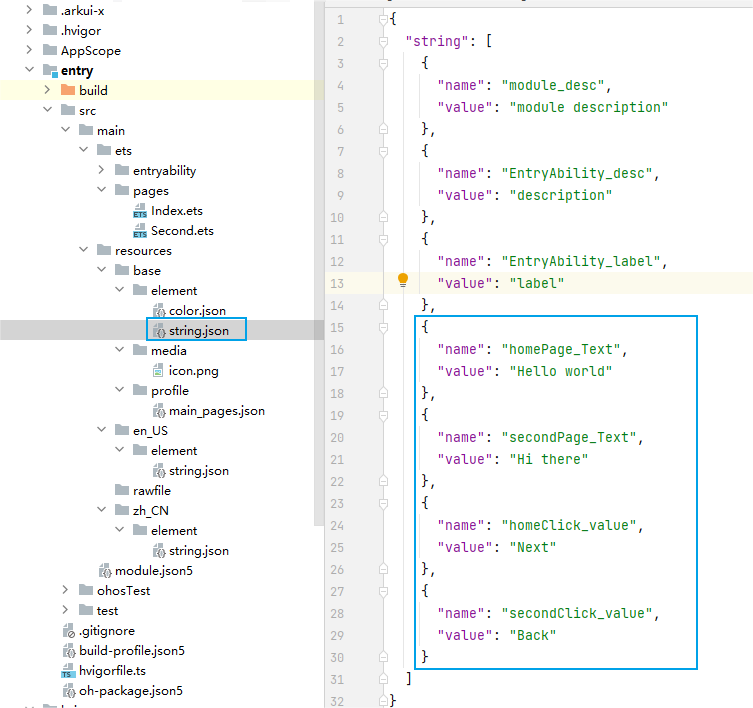 .arkui-x
.hvigor
AppScope
entry
build
src
main
ets
entryability
pages
Index.ets
Second.ets
resources
base
element
color.json
string.json
media
icon.png
profile
main_pages.json
en_US
element
string.json
rawfile
zh_CN
element
string.json
module.json5
ohosTest
test
.gitignore
build-profile.json5
hvigorfile.ts
oh-package.json5
1 {
2 "string": [
3 {
4 "name": "module_desc",
5 "value": "module description"
6 },
7 {
8 "name": "EntryAbility_desc",
9 "value": "description"
10 },
11 {
12 "name": "EntryAbility_label",
13 "value": "label"
14 },
15 {
16 "name": "homePage_Text",
17 "value": "Hello world"
18 },
19 {
20 "name": "secondPage_Text",
21 "value": "Hi there"
22 },
23 {
24 "name": "homeClick_value",
25 "value": "Next"
26 },
27 {
28 "name": "secondClick_value",
29 "value": "Back"
30 }
31 ]
32 }